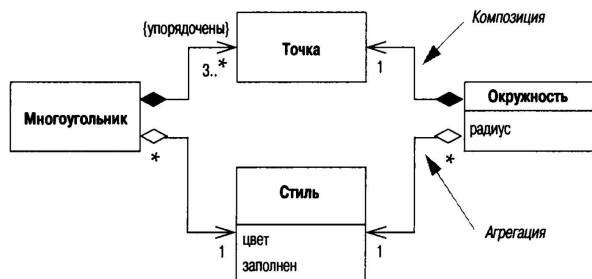 {упорядочены}
Композиция
Точка
3..*
1
Многоугольник
Окружность
радиус
*
*
Стиль
цвет
заполнен
1
1
Агрегация